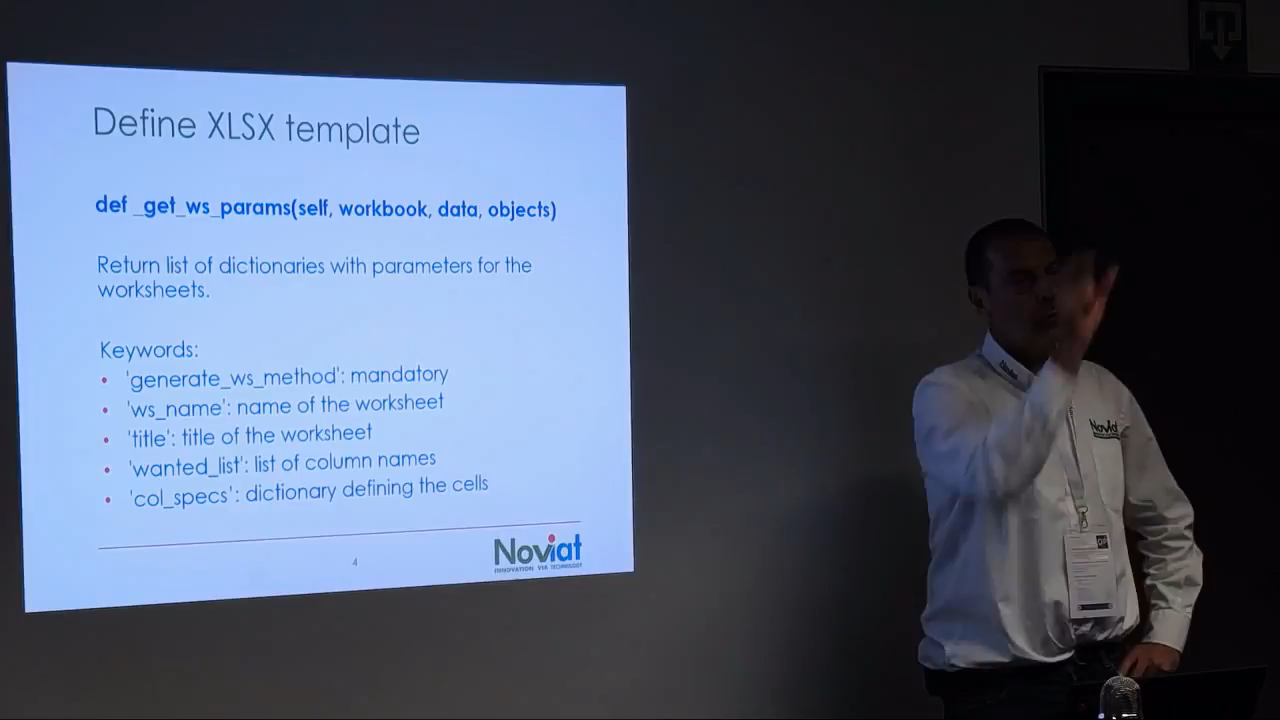 Define XLSX template
def _get_ws_params(self, workbook, data, objects)
Return list of dictionaries with parameters for the
worksheets.
Keywords:
• 'generate_ws_method': mandatory
• 'ws_name': name of the worksheet
• 'title': title of the worksheet
• 'wanted_list': list of column names
• 'col_specs': dictionary defining the cells
4
Noviat
INNOVATION VIA TECHNOLOGY
Noviat
Noviat